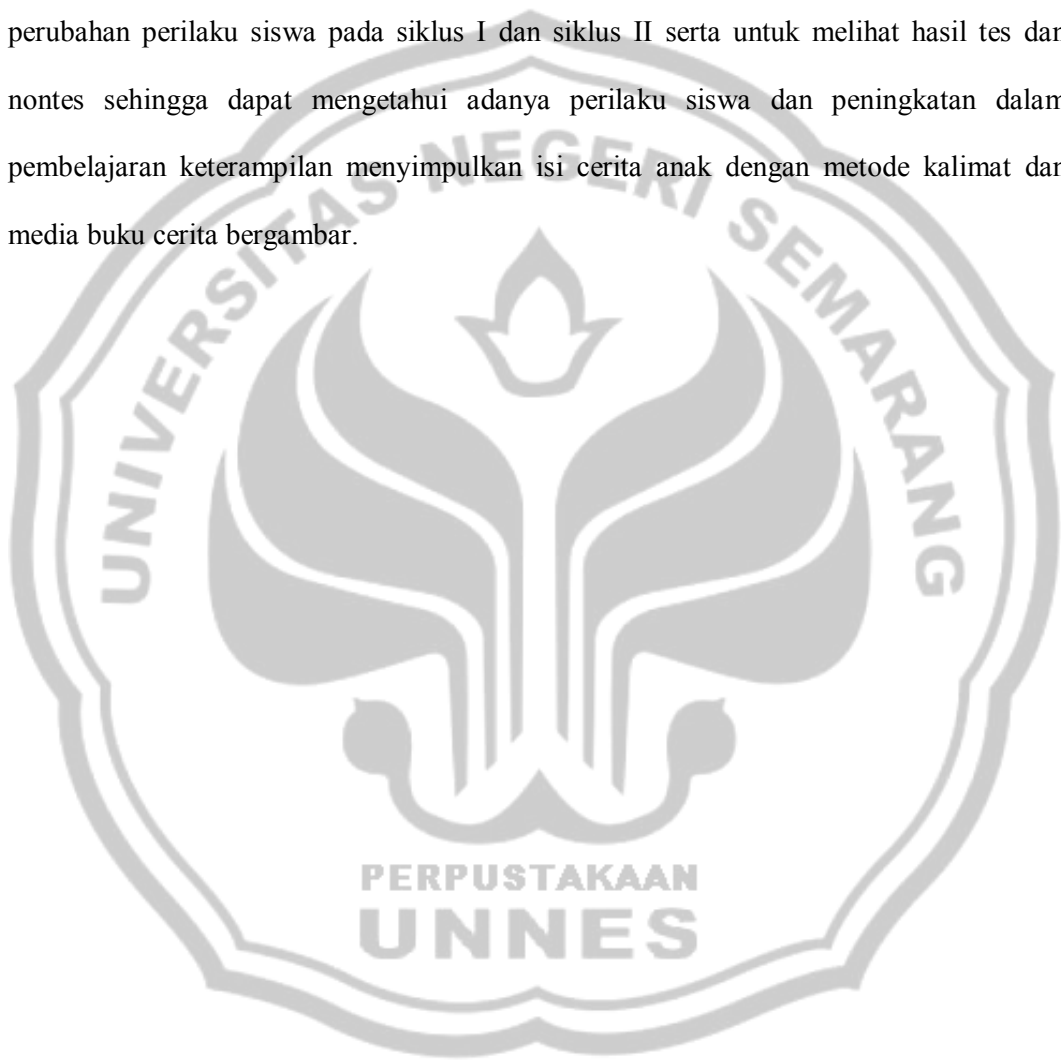 perubahan perilaku siswa pada siklus I dan siklus II serta untuk melihat hasil tes dan
nontes sehingga dapat mengetahui adanya perilaku siswa dan peningkatan dalam
pembelajaran keterampilan menyimpulkan isi cerita anak dengan metode kalimat dan
media buku cerita bergambar.
UNIVERSITAS NEGERI SEMARANG
PERPUSTAKAAN
UNNES